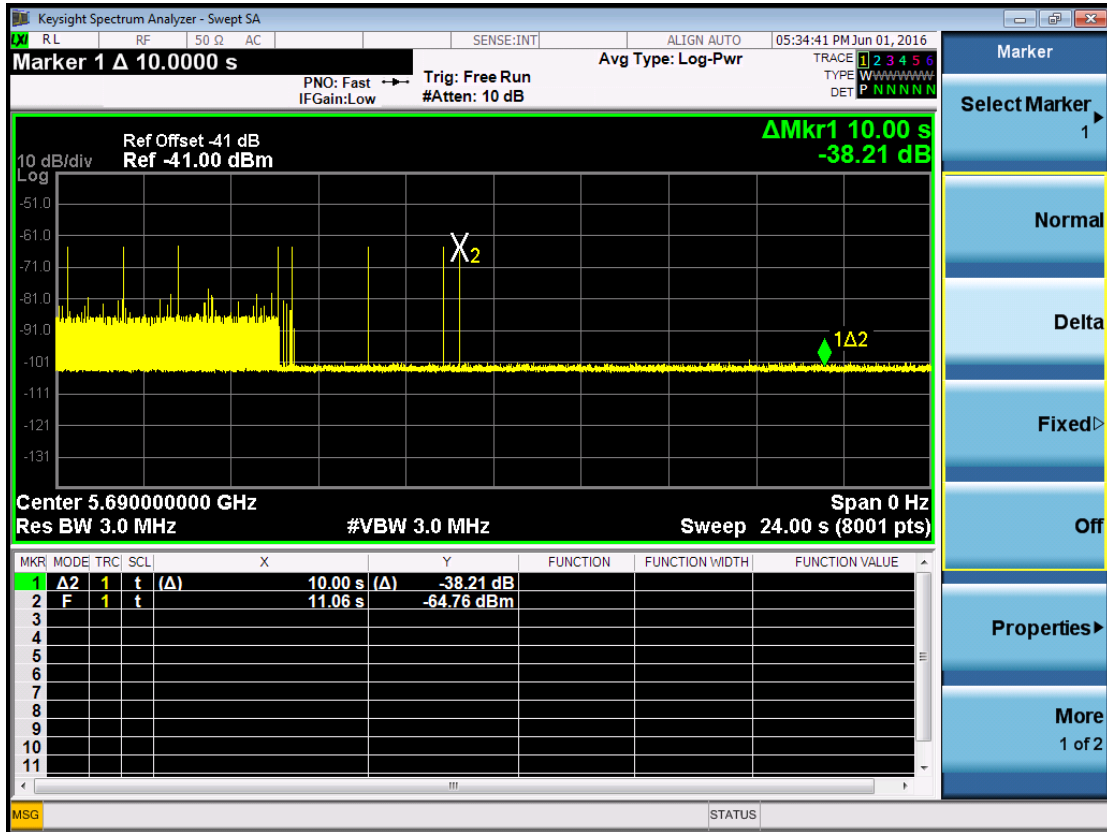 Keysight Spectrum Analyzer - Swept SA
LXI RL RF 50 Ω AC SENSE:INT ALIGN AUTO 05:34:41 PM Jun 01, 2016
Marker 1 Δ 10.0000 s
PNO: Fast
IFGain:Low
Trig: Free Run
#Atten: 10 dB
Avg Type: Log-Pwr
TRACE 1 2 3 4 5 6
TYPE W WWWWW
DET P N N N N N
Ref Offset -41 dB
10 dB/div Ref -41.00 dBm
Log
ΔMkr1 10.00 s
-38.21 dB
-51.0
-61.0
-71.0
-81.0
-91.0
-101
-111
-121
-131
X2
1Δ2
Center 5.690000000 GHz Span 0 Hz
Res BW 3.0 MHz #VBW 3.0 MHz Sweep 24.00 s (8001 pts)
MKR MODE TRC SCL X Y FUNCTION FUNCTION WIDTH FUNCTION VALUE
1 Δ2 1 t (Δ) 10.00 s (Δ) -38.21 dB
2 F 1 t 11.06 s -64.76 dBm
3
4
5
6
7
8
9
10
11
MSG STATUS
Marker
Select Marker
1
Normal
Delta
Fixed
Off
Properties
More
1 of 2